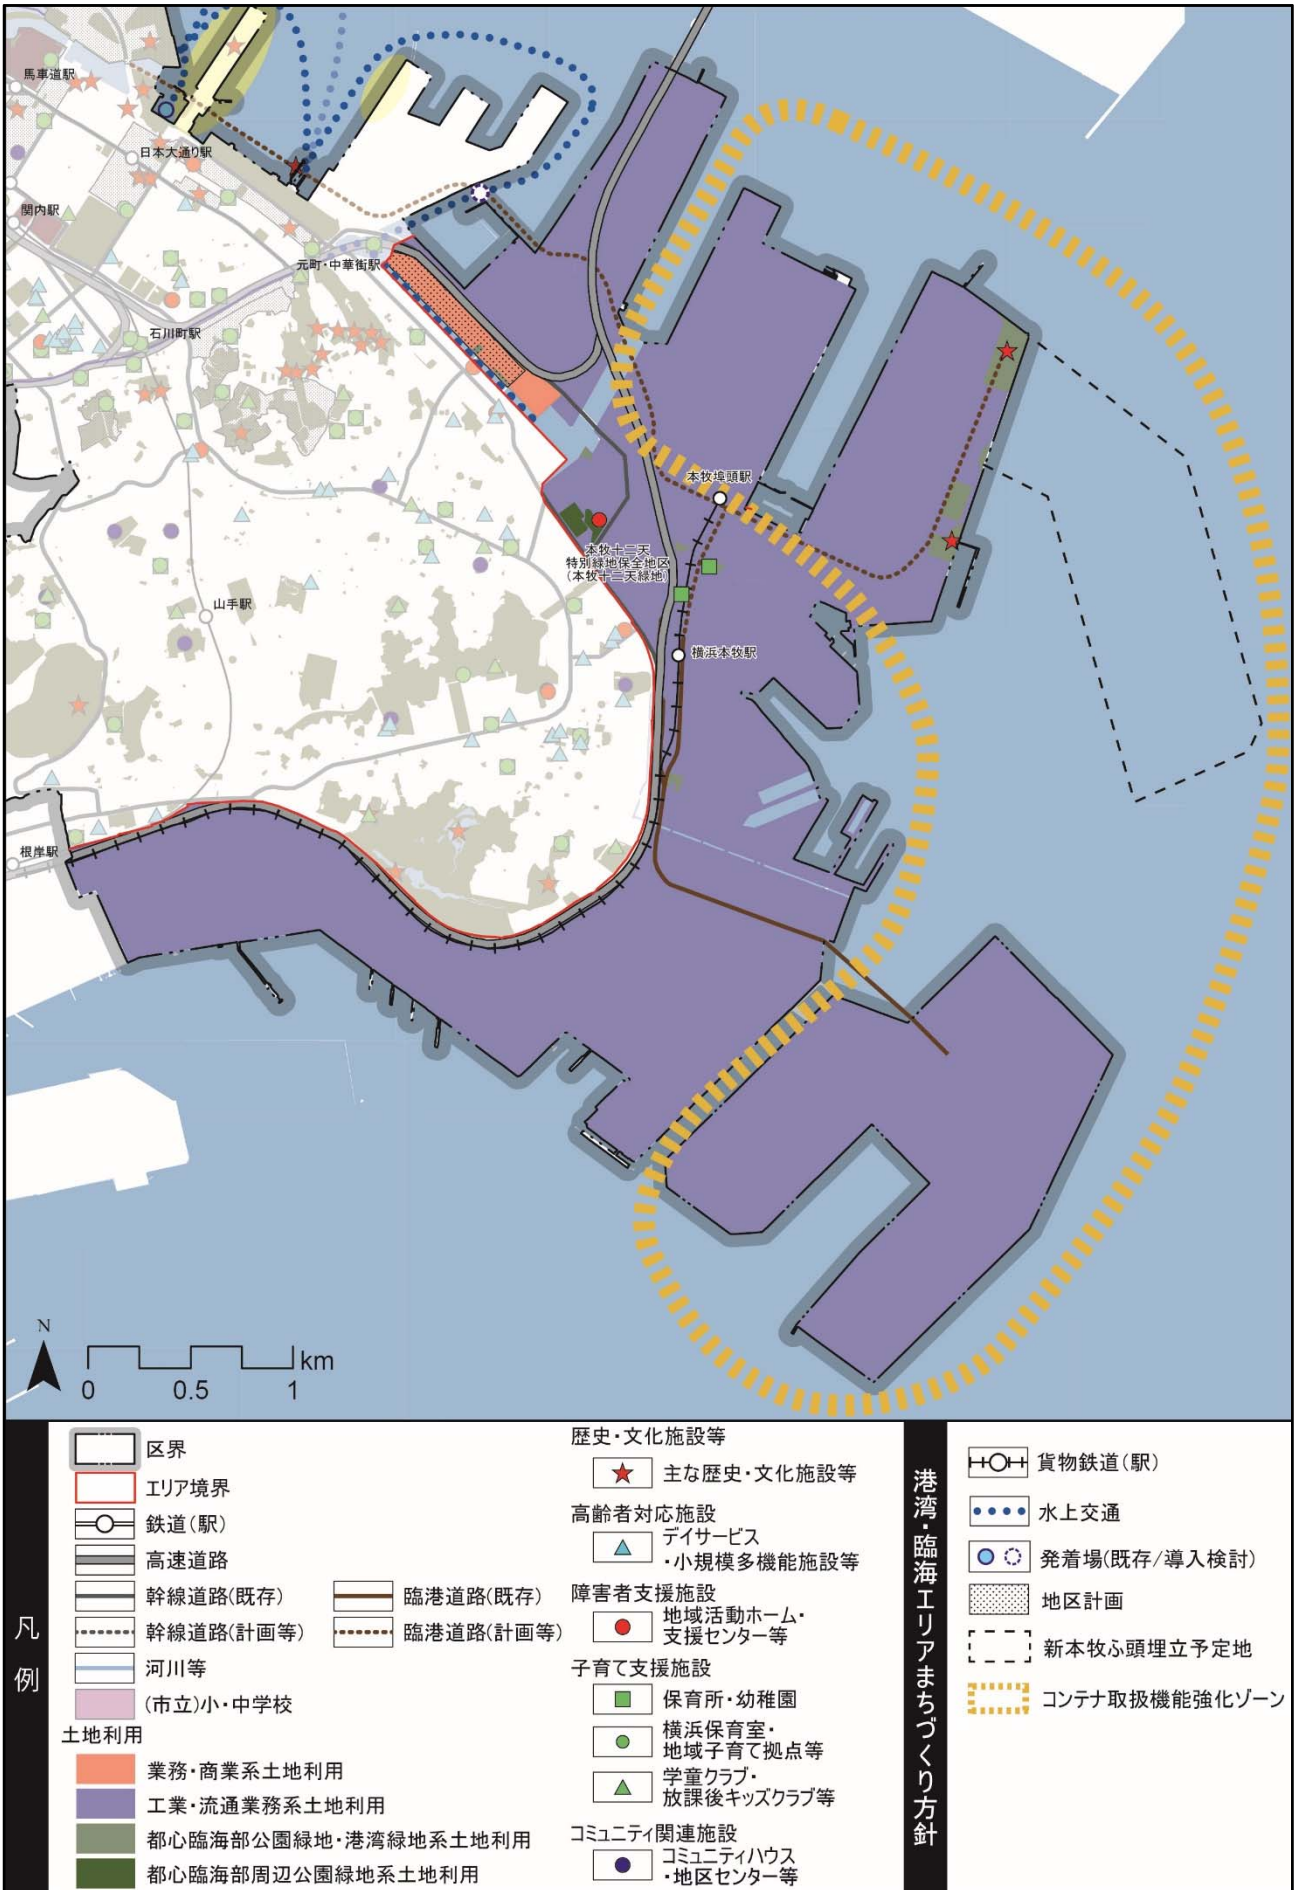 馬車道駅
日本大通り駅
関内駅
元町・中華街駅
石川町駅
本牧埠頭駅
本牧十二天
特別緑地保全地区
(本牧十二天緑地)
山手駅
横浜本牧駅
根岸駅
N
km
0 0.5 1
凡例
区界
エリア境界
鉄道(駅)
高速道路
幹線道路(既存)
臨港道路(既存)
幹線道路(計画等)
臨港道路(計画等)
河川等
(市立)小・中学校
土地利用
業務・商業系土地利用
工業・流通業務系土地利用
都心臨海部公園緑地・港湾緑地系土地利用
都心臨海部周辺公園緑地系土地利用
歴史・文化施設等
主な歴史・文化施設等
高齢者対応施設
デイサービス
・小規模多機能施設等
障害者支援施設
地域活動ホーム・
支援センター等
子育て支援施設
保育所・幼稚園
横浜保育室・
地域子育て拠点等
学童クラブ・
放課後キッズクラブ等
コミュニティ関連施設
コミュニティハウス
・地区センター等
港湾・臨海エリアまちづくり方針
貨物鉄道(駅)
水上交通
発着場(既存/導入検討)
地区計画
新本牧ふ頭埋立予定地
コンテナ取扱機能強化ゾーン